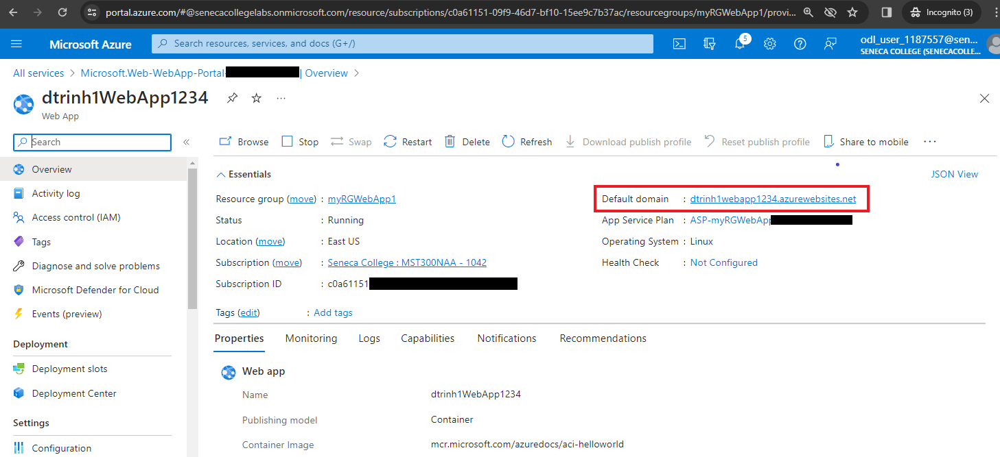 portal.azure.com/#@senecacollegelabs.onmicrosoft.com/resource/subscriptions/c0a61151-09f9-46d7-bf10-15ee9c7b37ac/resourcegroups/myRGWebApp1/provi... Incognito (3)
Microsoft Azure Search resources, services, and docs (G+/) 5 odl_user_1187557@sen...
SENECA COLLEGE (SENECACOLLE...
All services > Microsoft.Web-WebApp-Portal- | Overview >
dtrinh1WebApp1234 ...
Web App
Search «
Browse Stop Swap Restart Delete Refresh Download publish profile Reset publish profile Share to mobile ...
Overview
Activity log
Access control (IAM)
Tags
Diagnose and solve problems
Microsoft Defender for Cloud
Events (preview)
Deployment
Deployment slots
Deployment Center
Settings
Configuration
Essentials JSON View
Resource group (move) : myRGWebApp1
Status : Running
Location (move) : East US
Subscription (move) : Seneca College : MST300NAA - 1042
Subscription ID : c0a61151
Default domain : dtrinh1webapp1234.azurewebsites.net
App Service Plan : ASP-myRGWebApp
Operating System : Linux
Health Check : Not Configured
Tags (edit) : Add tags
Properties Monitoring Logs Capabilities Notifications Recommendations
Web app
Name dtrinh1WebApp1234
Publishing model Container
Container Image mcr.microsoft.com/azuredocs/aci-helloworld